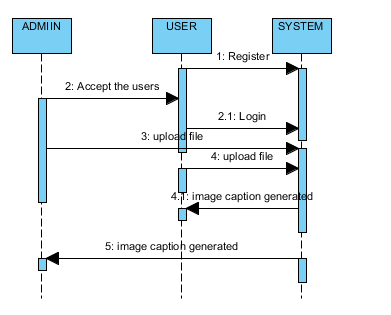 ADMIIN USER SYSTEM
1: Register
2: Accept the users
2.1: Login
3: upload file
4: upload file
4.1: image caption generated
5: image caption generated